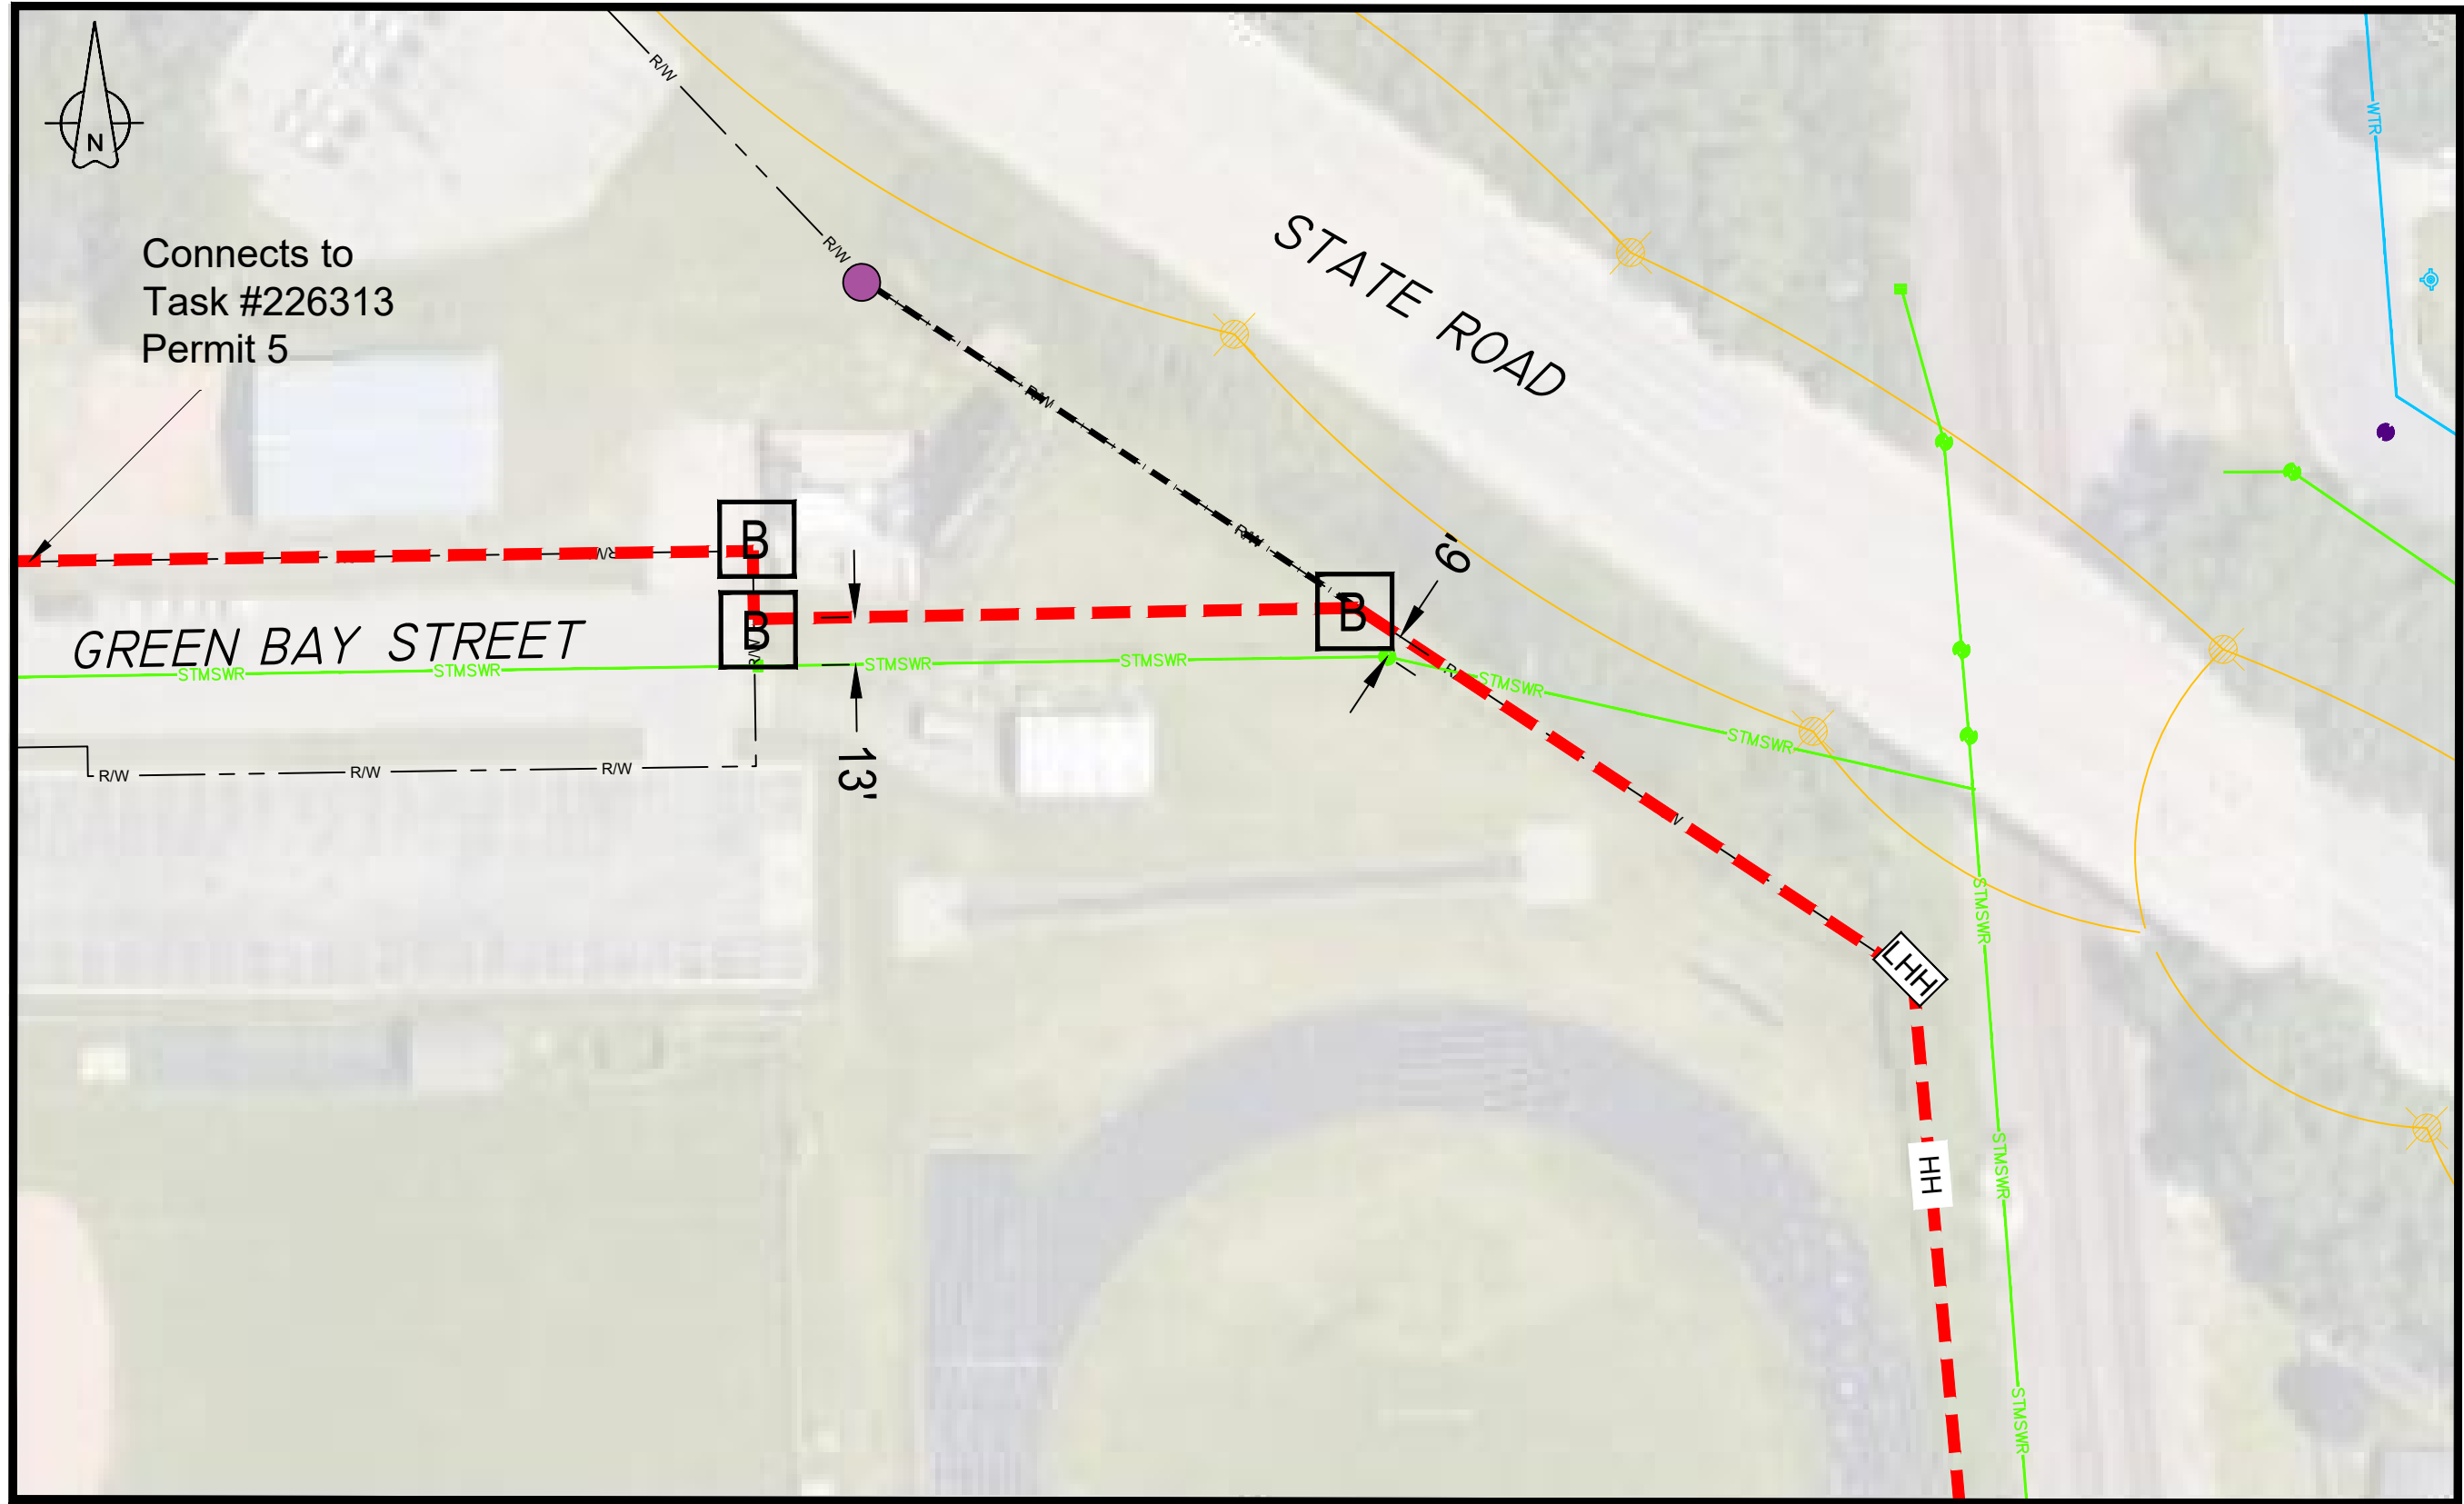 R/W
N
WTR
R/W
Connects to
Task #226313
Permit 5
STATE ROAD
R/W
R/W
B
6'
B
B
R/W
GREEN BAY STREET
STMSWR
STMSWR
STMSWR
STMSWR
STMSWR
STMSWR
13'
R/W
R/W
R/W
STMSWR
LHH
HH
STMSWR
STMSWR